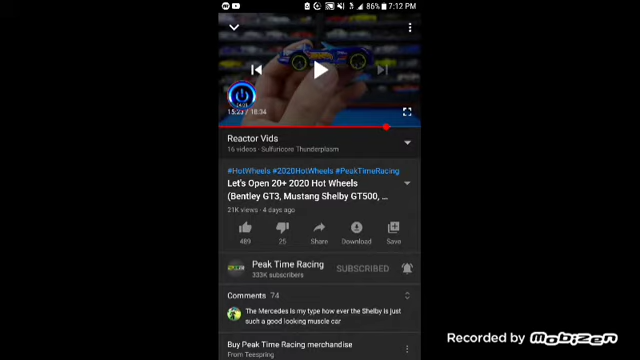 86% 7:12 PM
15:25 / 18:34
Reactor Vids
16 videos · Sulfuricore Thunderplasm
#HotWheels #2020HotWheels #PeakTimeRacing
Let's Open 20+ 2020 Hot Wheels
(Bentley GT3, Mustang Shelby GT500, ...
21K views · 4 days ago
489
25
Share
Download
Save
Peak Time Racing
333K subscribers
SUBSCRIBED
Comments 74
The Mercedes is my type how ever the Shelby is just
such a good looking muscle car
Buy Peak Time Racing merchandise
From Teespring
Recorded by Mobizen